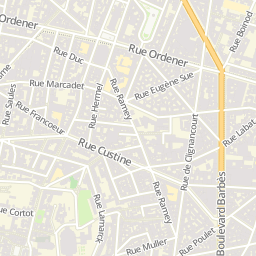 Ordener
Rue Duc
Rue Ordener
Rue Boinod
Rue Marcadet
Rue Hermel
Rue Ramey
Rue Eugène Sue
Rue Saules
Rue Francoeur
Rue Custine
Rue de Clignancourt
Rue Labat
Boulevard Barbès
Rue Cortot
Rue Lamarck
Rue Ramey
Rue Muller
Rue Poulet